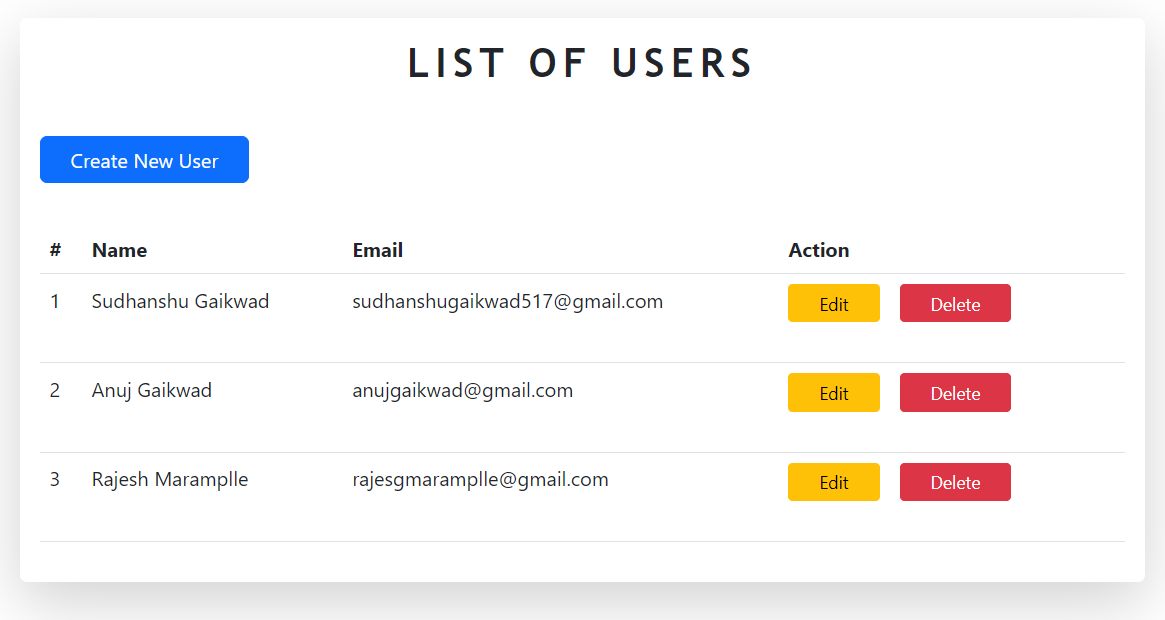 LIST OF USERS
Create New User
# Name Email Action
1 Sudhanshu Gaikwad sudhanshugaikwad517@gmail.com Edit Delete
2 Anuj Gaikwad anujgaikwad@gmail.com Edit Delete
3 Rajesh Maramplle rajesgmaramplle@gmail.com Edit Delete